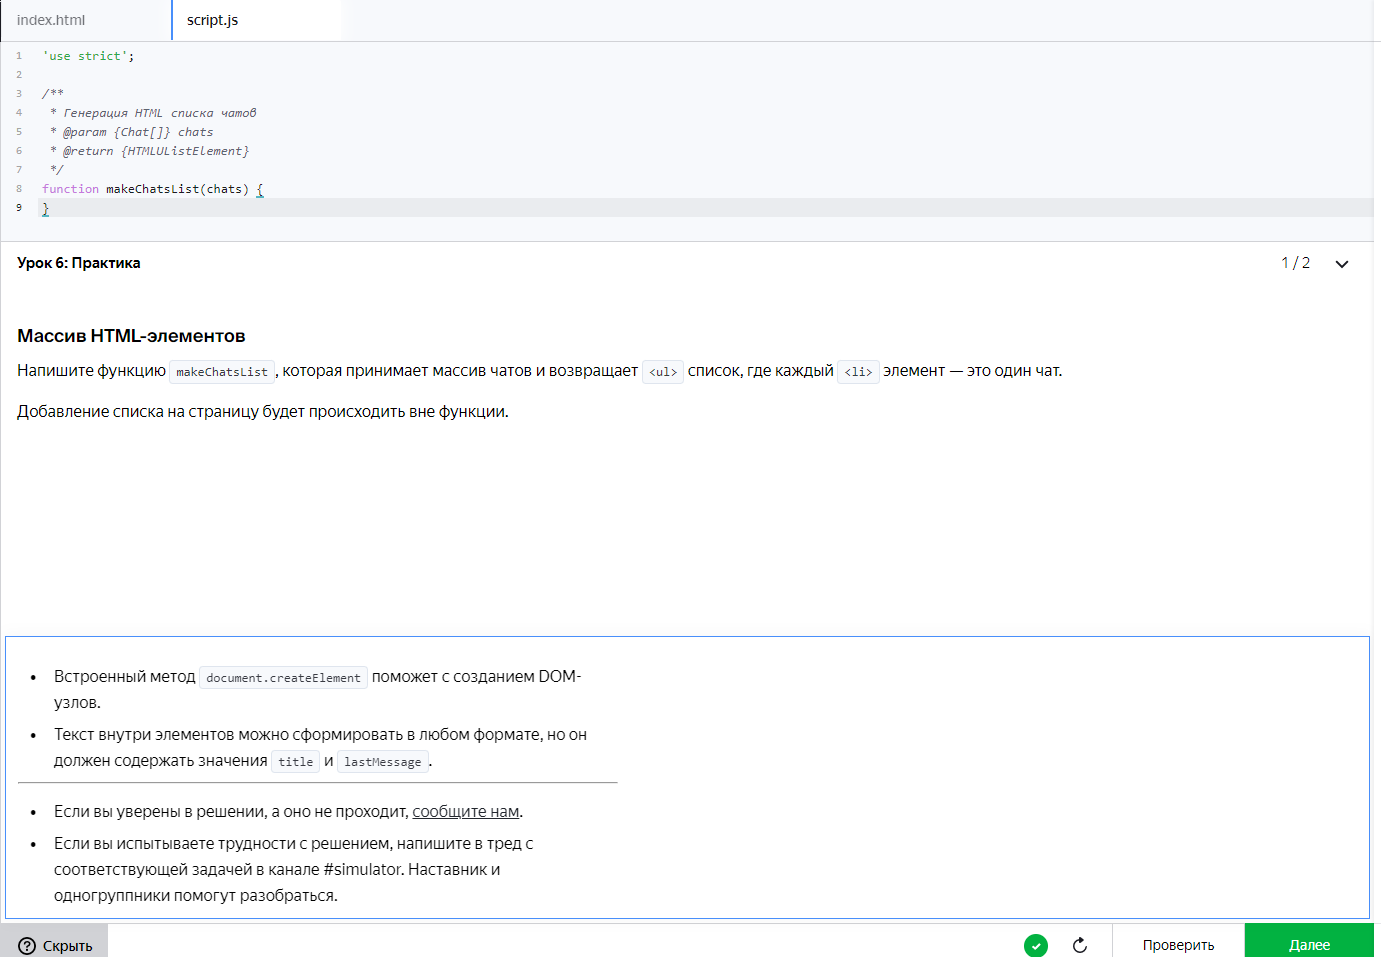 index.html script.js
1 'use strict';
2
3 /**
4 * Генерация HTML списка чатов
5 * @param {Chat[]} chats
6 * @return {HTMLUListElement}
7 */
8 function makeChatsList(chats) {
9 }
Урок 6: Практика 1 / 2
Массив HTML-элементов
Напишите функцию makeChatsList, которая принимает массив чатов и возвращает <ul> список, где каждый <li> элемент — это один чат.
Добавление списка на страницу будет происходить вне функции.
• Встроенный метод document.createElement поможет с созданием DOM-
узлов.
• Текст внутри элементов можно сформировать в любом формате, но он
должен содержать значения title и lastMessage.
• Если вы уверены в решении, а оно не проходит, сообщите нам.
• Если вы испытываете трудности с решением, напишите в тред с
соответствующей задачей в канале #simulator. Наставник и
одногруппники помогут разобраться.
? Скрыть Проверить Далее